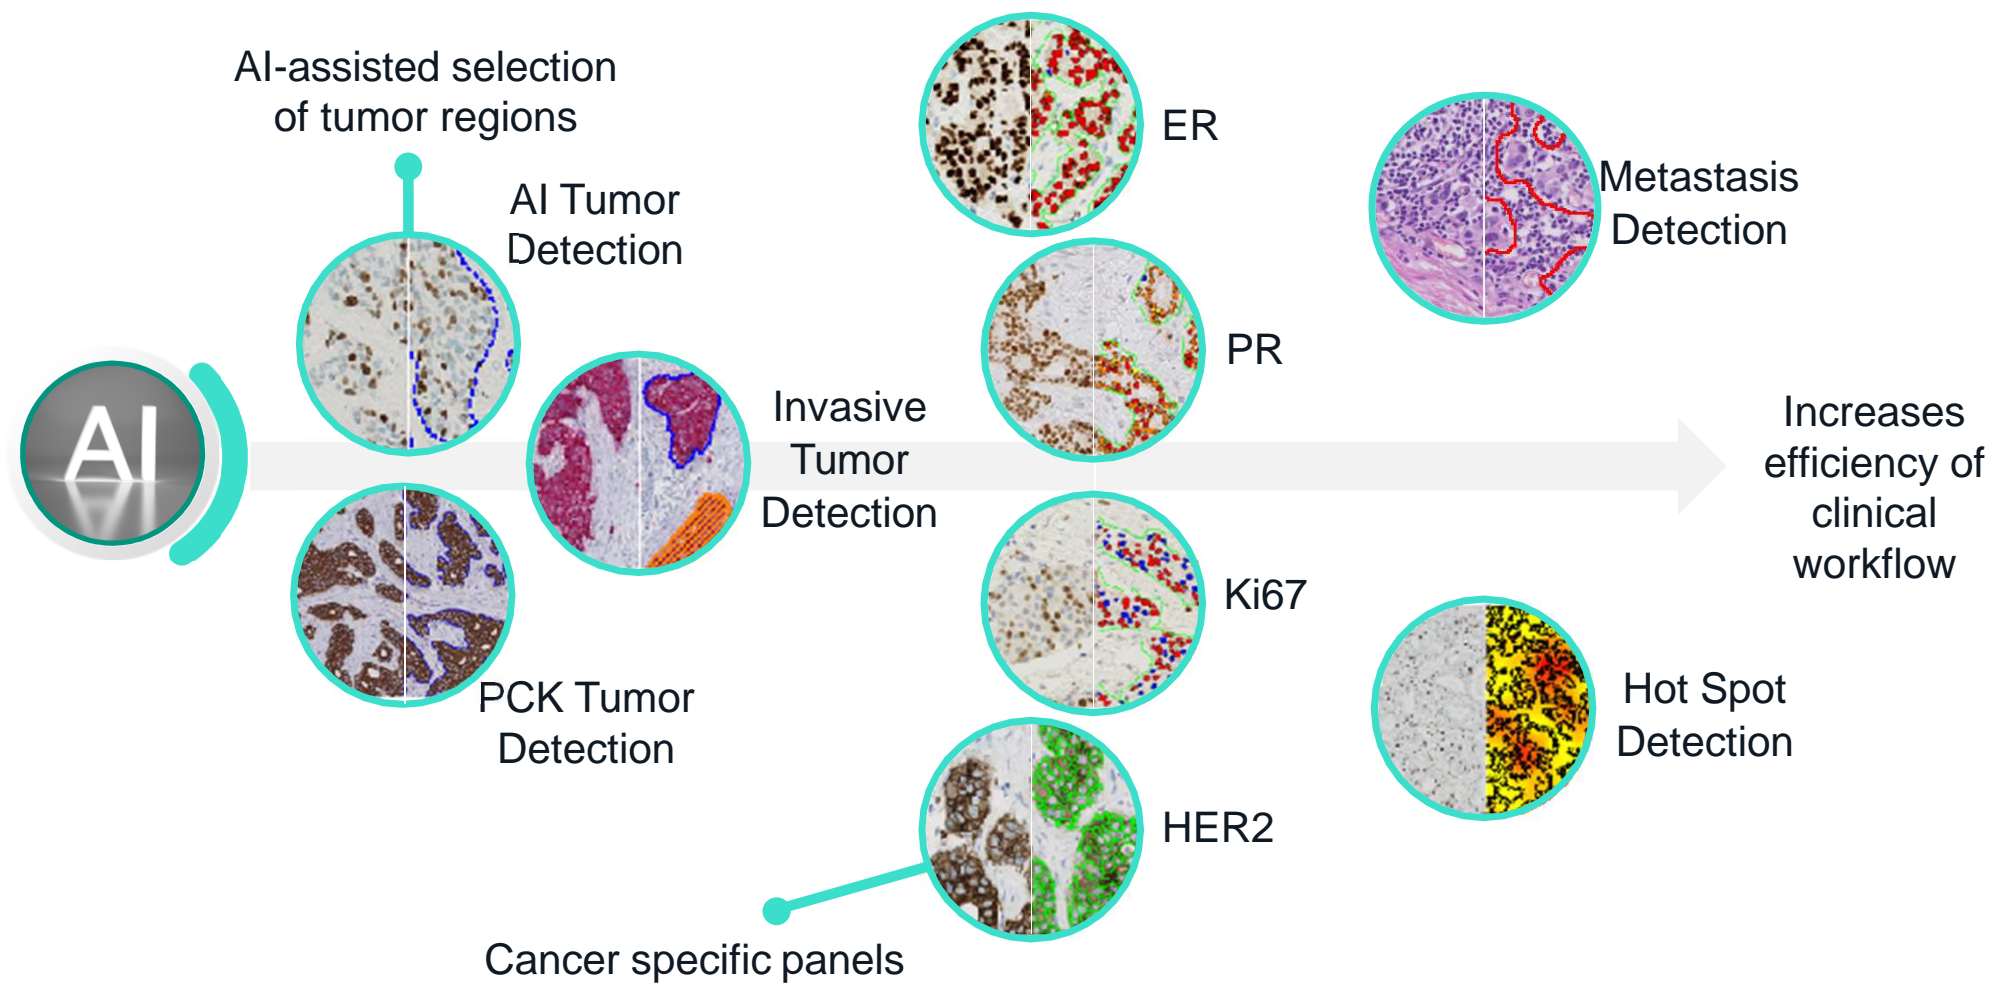 AI-assisted selection
of tumor regions
AI Tumor
Detection
AI
PCK Tumor
Detection
Invasive
Tumor
Detection
ER
PR
Ki67
HER2
Cancer specific panels
Metastasis
Detection
Hot Spot
Detection
Increases
efficiency of
clinical
workflow